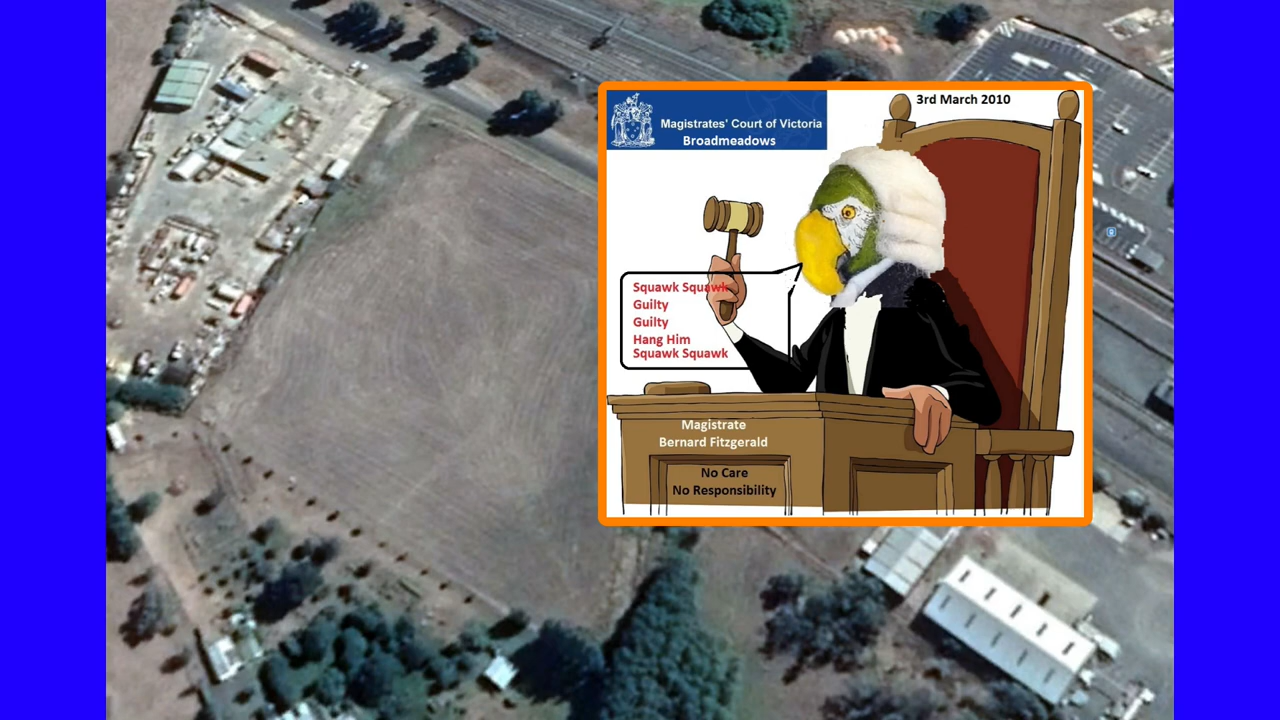 Magistrates' Court of Victoria
Broadmeadows
3rd March 2010
Squawk Squawk
Guilty
Guilty
Hang Him
Squawk Squawk
Magistrate
Bernard Fitzgerald
No Care
No Responsibility